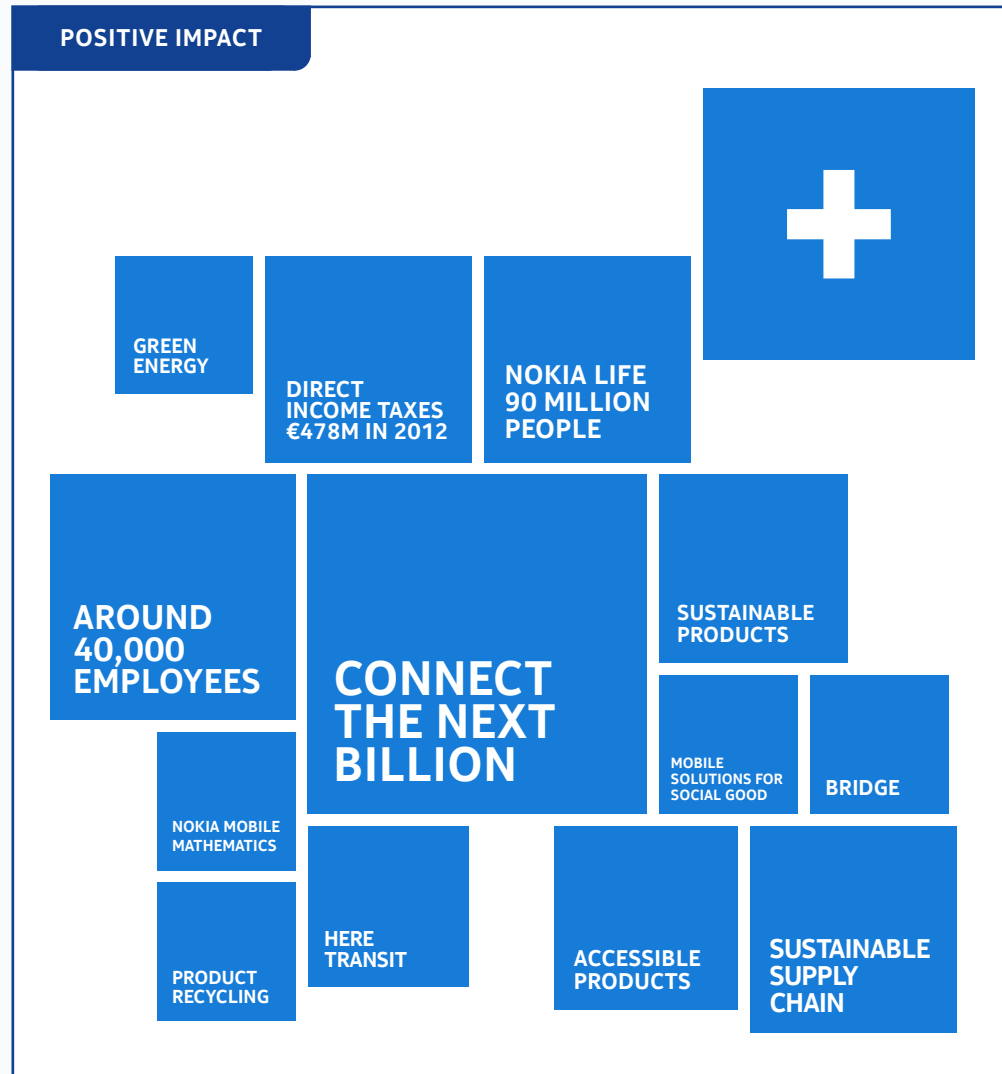 POSITIVE IMPACT
GREEN
ENERGY
DIRECT
INCOME TAXES
€478M IN 2012
NOKIA LIFE
90 MILLION
PEOPLE
AROUND
40,000
EMPLOYEES
CONNECT
THE NEXT
BILLION
SUSTAINABLE
PRODUCTS
MOBILE
SOLUTIONS FOR
SOCIAL GOOD
BRIDGE
NOKIA MOBILE
MATHEMATICS
HERE
TRANSIT
ACCESSIBLE
PRODUCTS
SUSTAINABLE
SUPPLY
CHAIN
PRODUCT
RECYCLING